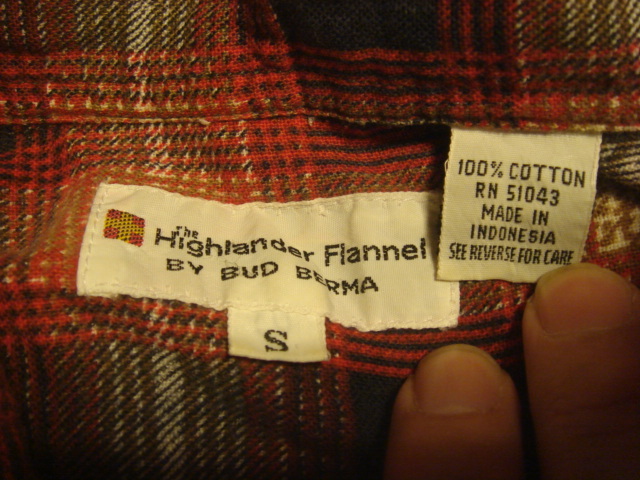 The
Highlander Flannel
BY BUD BERMA
S
100% COTTON
RN 51043
MADE IN
INDONESIA
SEE REVERSE FOR CARE